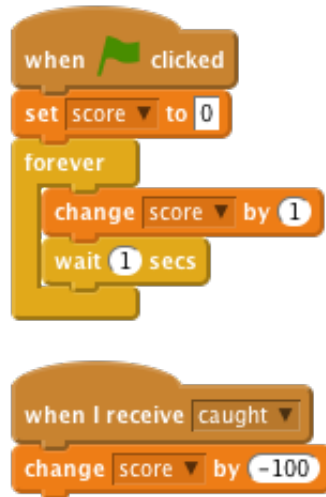 when clicked
set score to 0
forever
change score by 1
wait 1 secs
when I receive caught
change score by -100